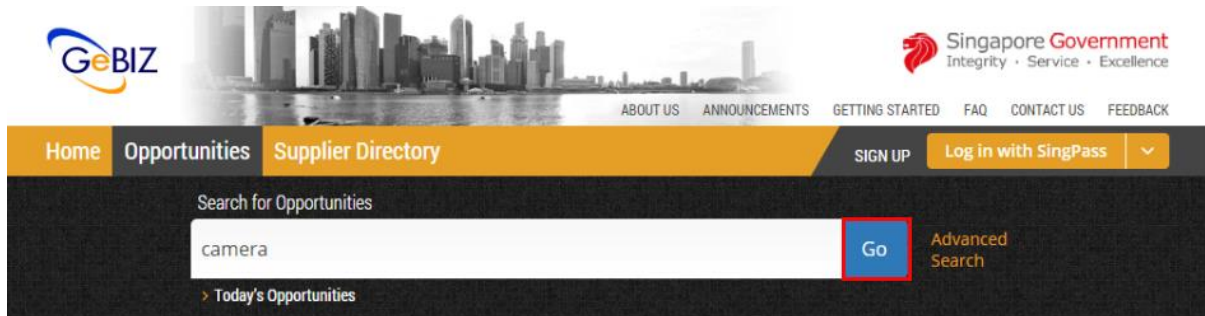 GeBIZ
Singapore Government
Integrity · Service · Excellence
ABOUT US ANNOUNCEMENTS GETTING STARTED FAQ CONTACT US FEEDBACK
Home Opportunities Supplier Directory SIGN UP Log in with SingPass
Search for Opportunities
camera Go Advanced
Search
> Today's Opportunities